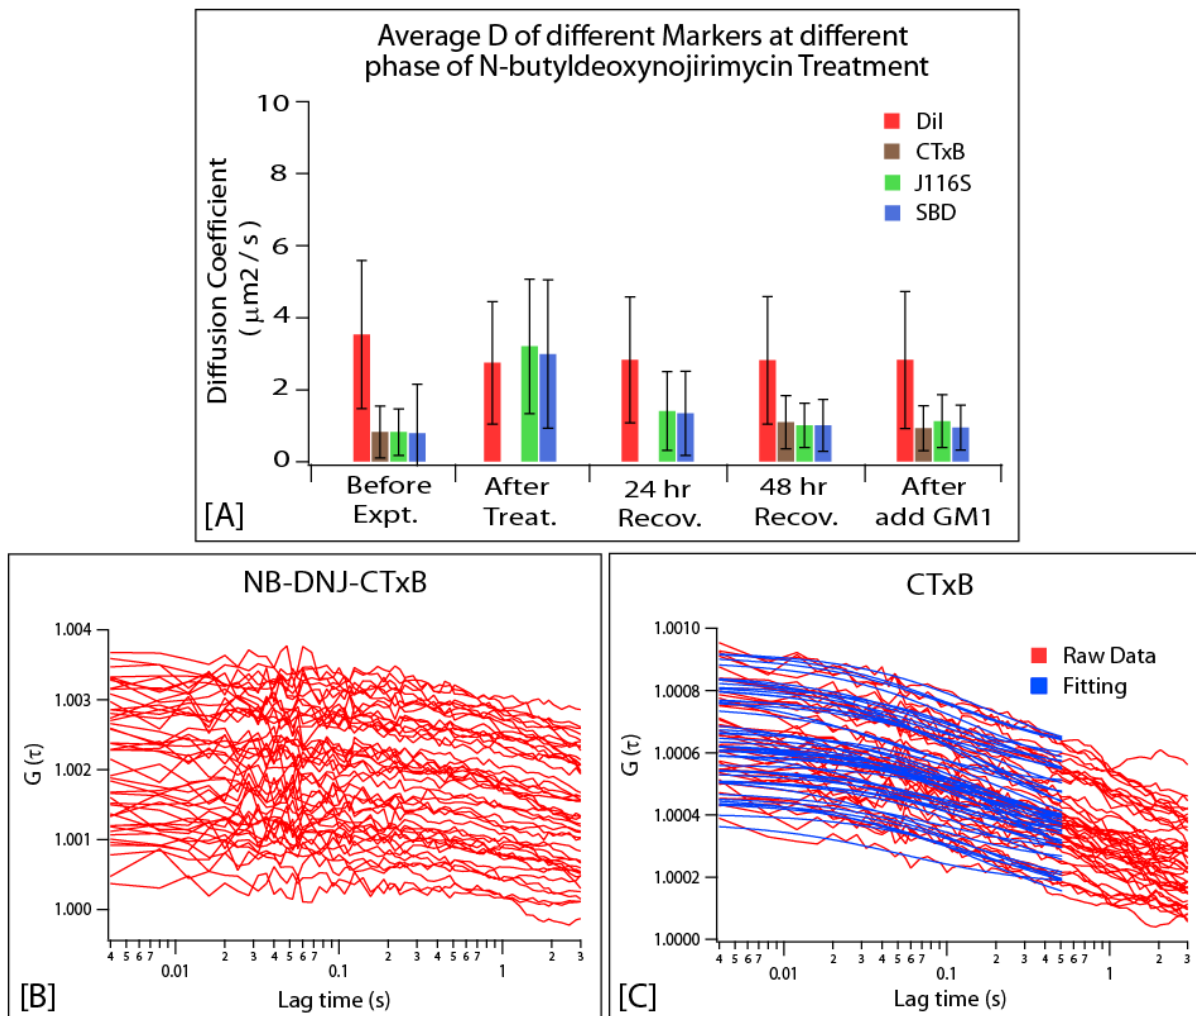 Average D of different Markers at different
phase of N-butyldeoxynojirimycin Treatment
Diffusion Coefficient
( μm2 / s )
10
8
6
4
2
0
DiI
CTxB
J116S
SBD
Before
Expt.
After
Treat.
24 hr
Recov.
48 hr
Recov.
After
add GM1
[A]
NB-DNJ-CTxB
G (τ)
1.004
1.003
1.002
1.001
1.000
4 5 6 7 2 3 4 5 6 7 2 3 4 5 6 7 2 3
0.01 0.1 1
Lag time (s)
[B]
CTxB
Raw Data
Fitting
G (τ)
1.0010
1.0008
1.0006
1.0004
1.0002
1.0000
4 5 6 7 2 3 4 5 6 7 2 3 4 5 6 7 2 3
0.01 0.1 1
Lag time (s)
[C]